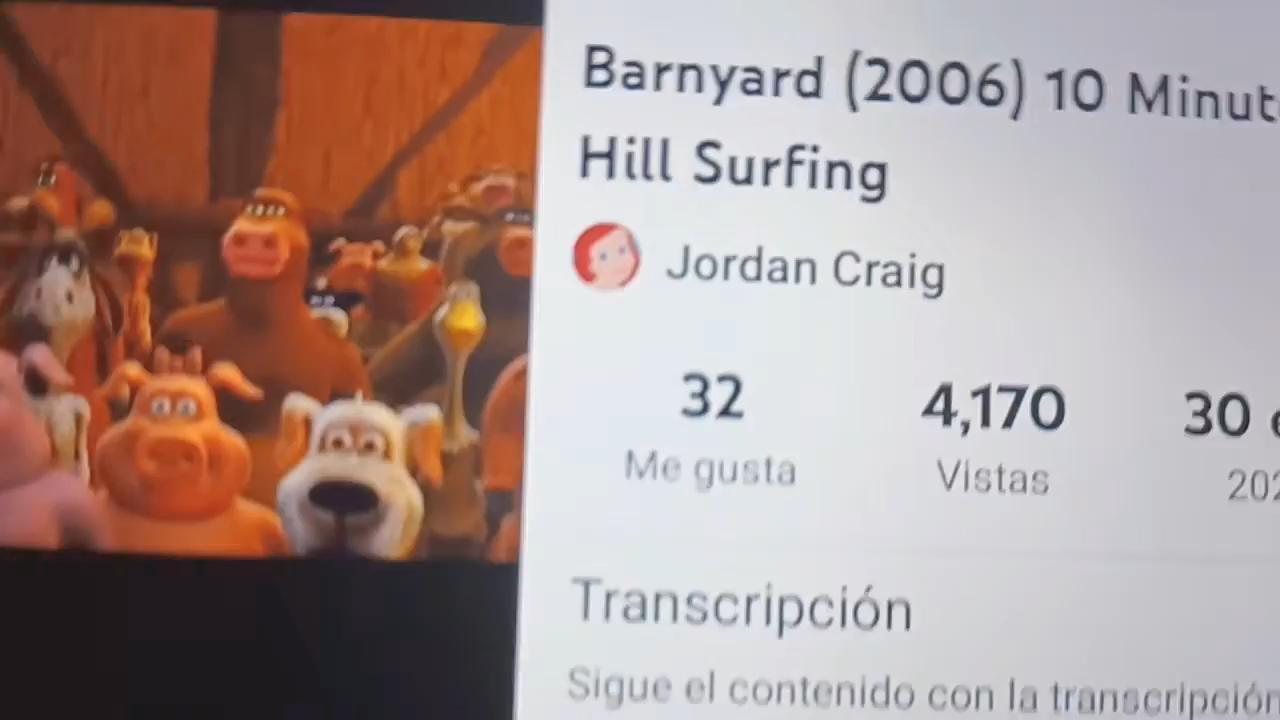 Barnyard (2006) 10 Minut
Hill Surfing
Jordan Craig
32
Me gusta
4,170
Vistas
30
202
Transcripción
Sigue el contenido con la transcripción